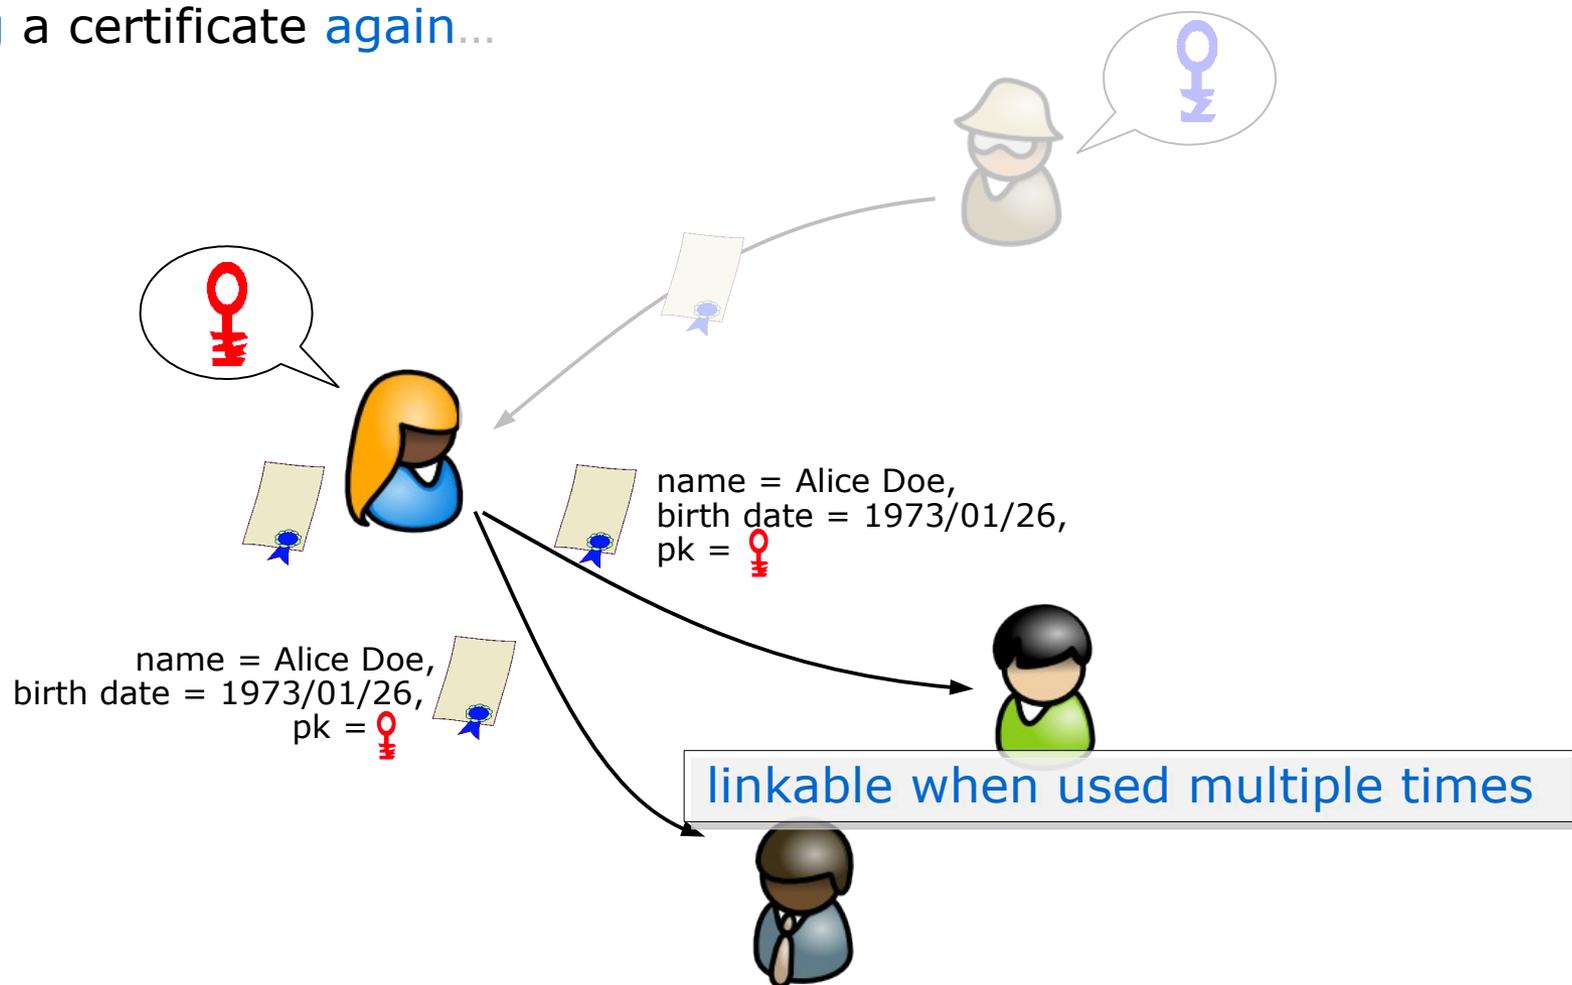 a certificate again...
name = Alice Doe,
birth date = 1973/01/26,
pk =
name = Alice Doe,
birth date = 1973/01/26,
pk =
linkable when used multiple times